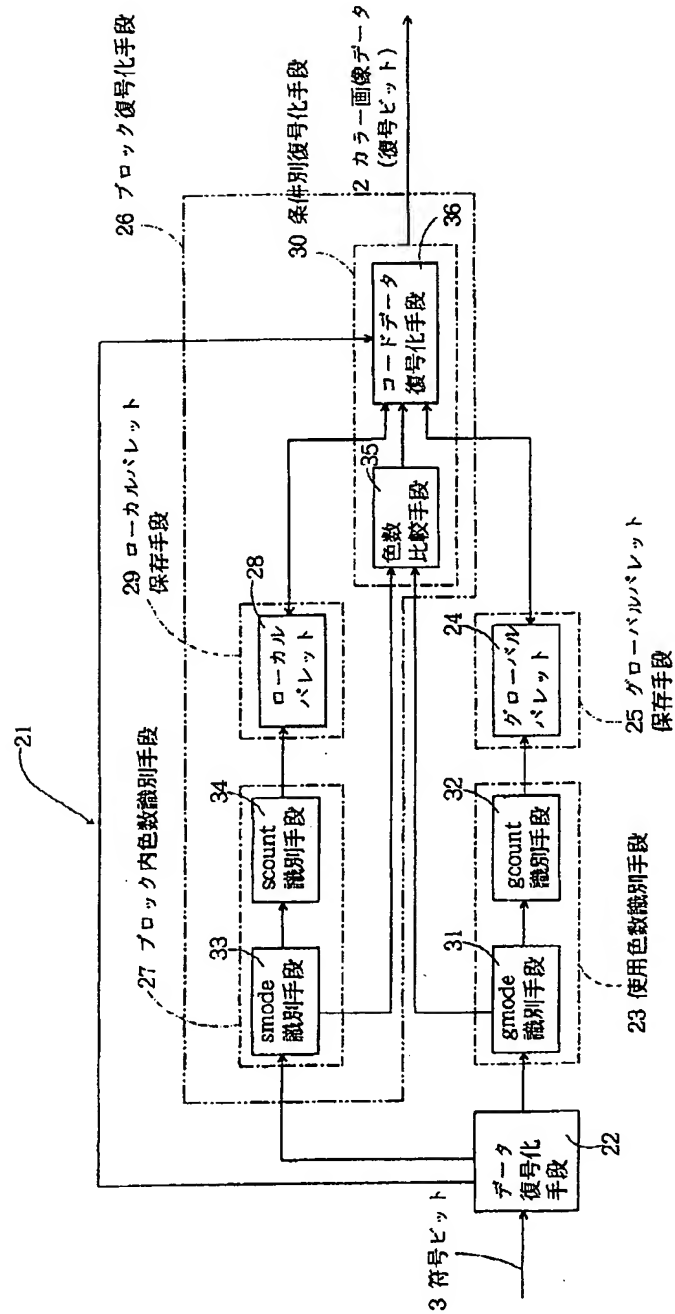 21
26 ブロック復号化手段
30 条件別復号化手段
2 カラー画像データ
(復号ビット)
29 ローカルパレット
保存手段
27 ブロック内色数識別手段
33
smode
識別手段
34
scount
識別手段
28
ローカル
パレット
35
色数
比較手段
36
コードデータ
復号化手段
3 符号ビット
データ
復号化
手段
22
31
gmode
識別手段
32
gcount
識別手段
24
グローバル
パレット
23 使用色数識別手段
25 グローバルパレット
保存手段